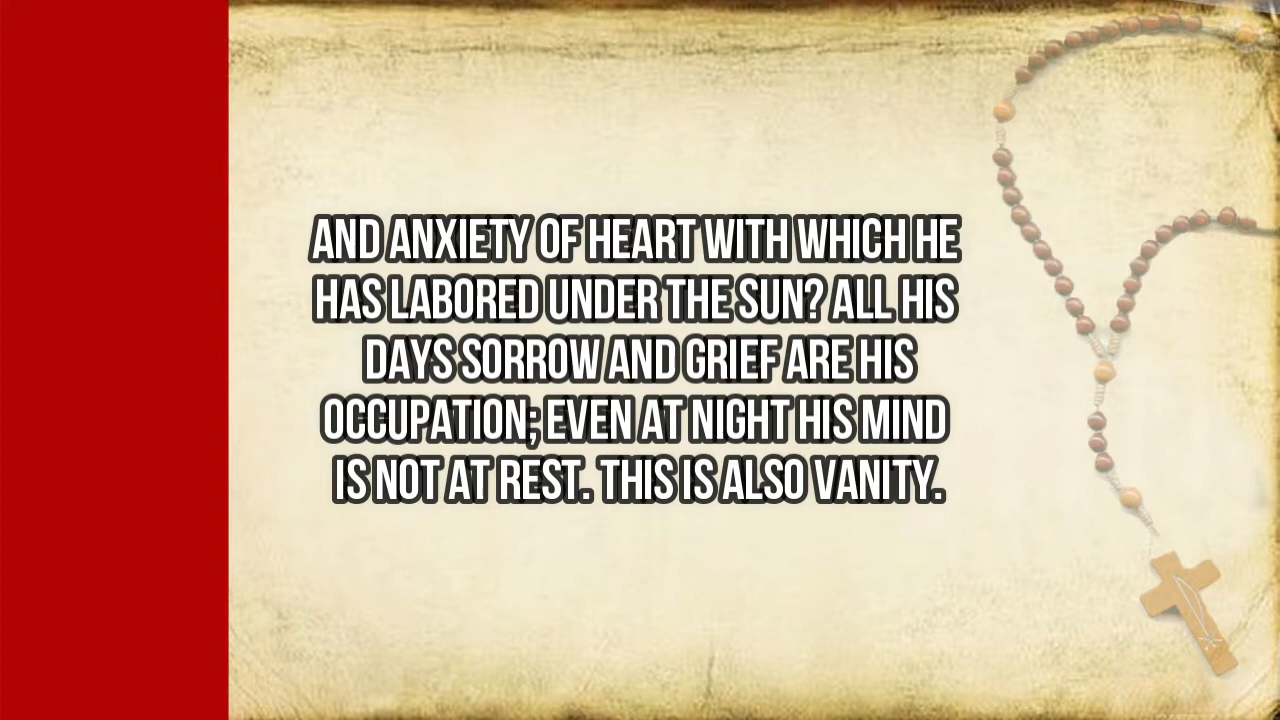 AND ANXIETY OF HEART WITH WHICH HE
HAS LABORED UNDER THE SUN? ALL HIS
DAYS SORROW AND GRIEF ARE HIS
OCCUPATION; EVEN AT NIGHT HIS MIND
IS NOT AT REST. THIS IS ALSO VANITY.